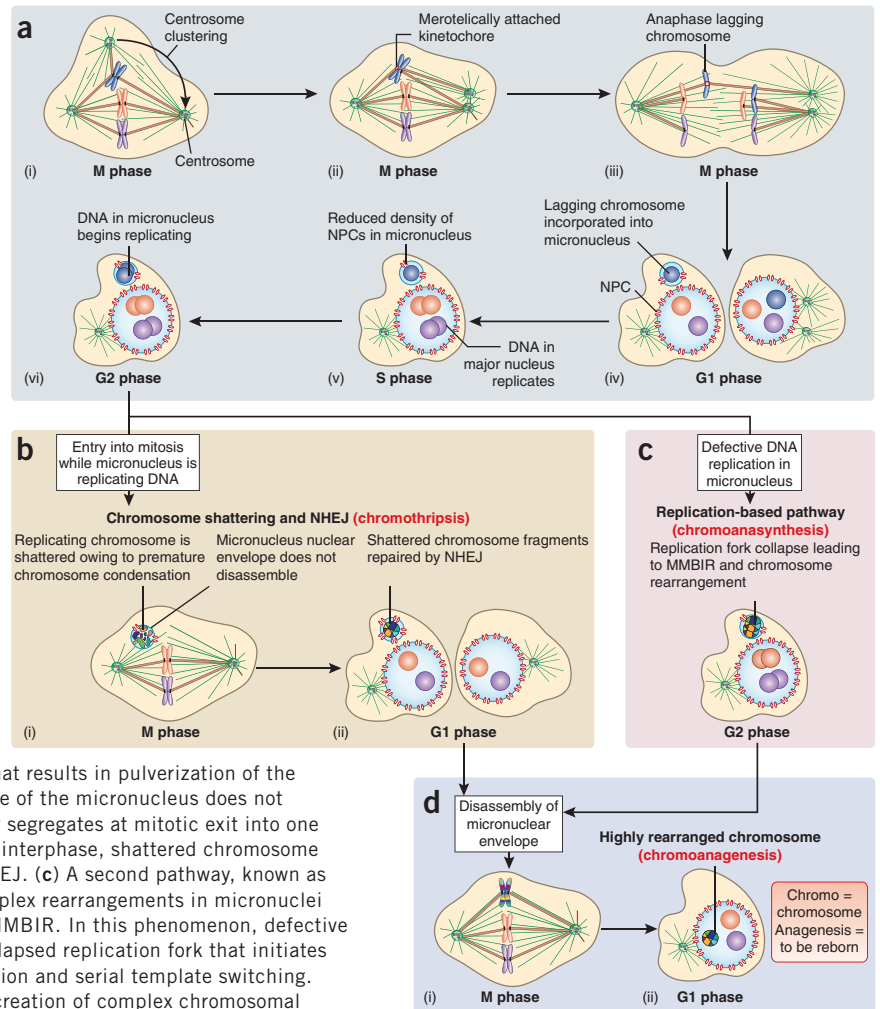 a
Centrosome
clustering
Centrosome
(i)
M phase
Merotelically attached
kinetochore
(ii)
M phase
Anaphase lagging
chromosome
(iii)
M phase
Lagging chromosome
incorporated into
micronucleus
NPC
(iv)
G1 phase
Reduced density of
NPCs in micronucleus
DNA in
major nucleus
replicates
(v)
S phase
DNA in micronucleus
begins replicating
(vi)
G2 phase
b
Entry into mitosis
while micronucleus is
replicating DNA
Chromosome shattering and NHEJ (chromothripsis)
Replicating chromosome is
shattered owing to premature
chromosome condensation
Micronucleus nuclear
envelope does not
disassemble
Shattered chromosome fragments
repaired by NHEJ
(i)
M phase
(ii)
G1 phase
c
Defective DNA
replication in
micronucleus
Replication-based pathway
(chromoanasynthesis)
Replication fork collapse leading
to MMBIR and chromosome
rearrangement
G2 phase
d
Disassembly of
micronuclear
envelope
Highly rearranged chromosome
(chromoanagenesis)
Chromo =
chromosome
Anagenesis =
to be reborn
(i)
M phase
(ii)
G1 phase
hat results in pulverization of the
e of the micronucleus does not
segregates at mitotic exit into one
interphase, shattered chromosome
EJ. (c) A second pathway, known as
plex rearrangements in micronuclei
MMBIR. In this phenomenon, defective
llapsed replication fork that initiates
ion and serial template switching.
creation of complex chromosomal